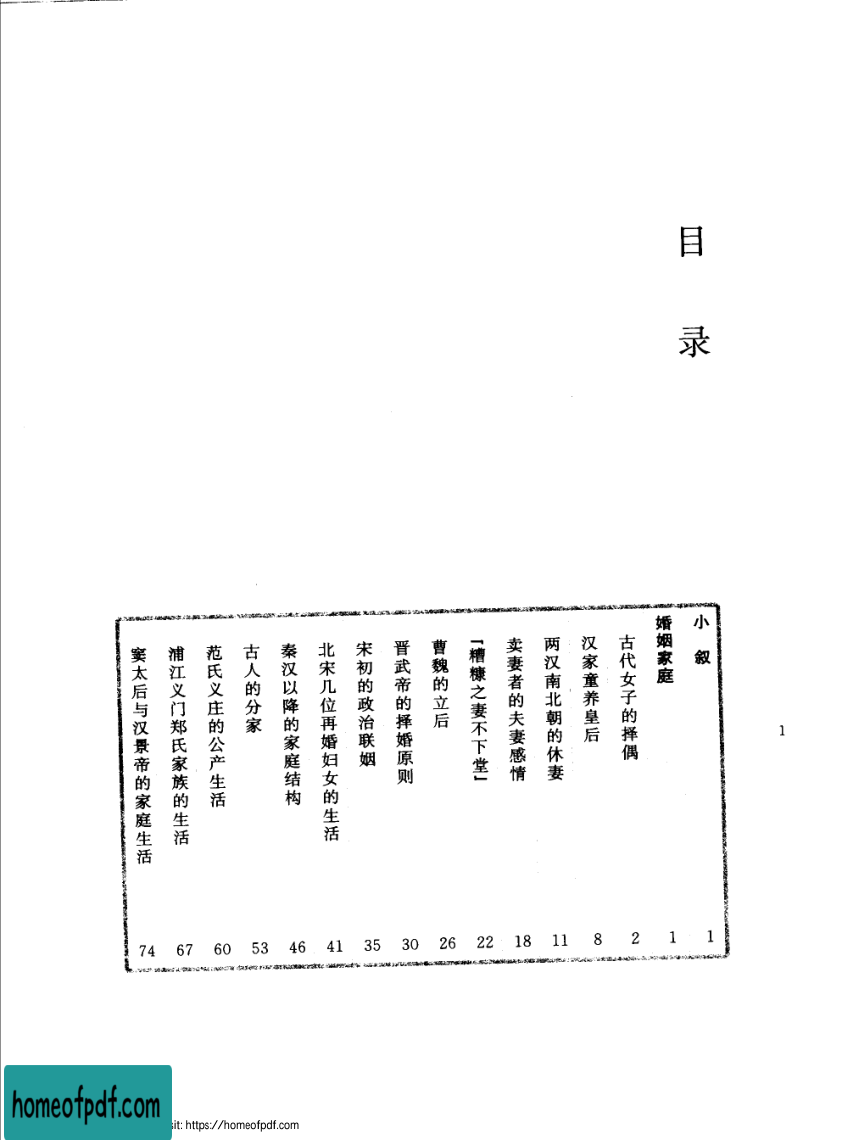 目录
小叙 1
婚姻家庭 1
古代女子的择偶 2
汉家童养皇后 8
两汉南北朝的休妻 11
卖妻者的夫妻感情 18
「糟糠之妻不下堂」 22
曹魏的立后 26
晋武帝的择婚原则 30
宋初的政治联姻 35
北宋几位再婚妇女的生活 41
秦汉以降的家庭结构 46
古人的分家 53
范氏义庄的公产生活 60
浦江义门郑氏家族的生活 67
窦太后与汉景帝的家庭生活 74
1
homeofpdf.com
sit: https://homeofpdf.com